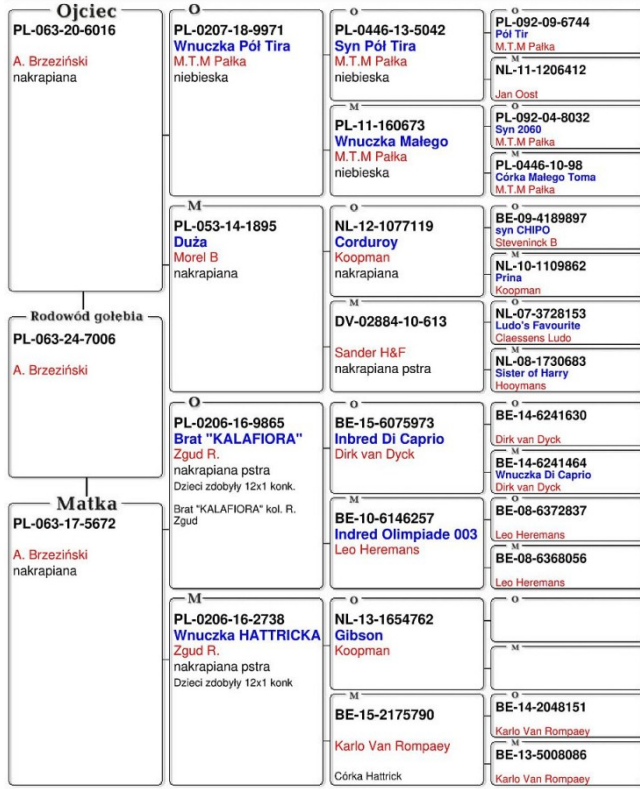 Ojciec
PL-063-20-6016
A. Brzeziński
nakrapiana
Rodowód gołębia
PL-063-24-7006
A. Brzeziński
Matka
PL-063-17-5672
A. Brzeziński
nakrapiana
O
PL-0207-18-9971
Wnuczka Pół Tira
M.T.M Pałka
niebieska
M
PL-053-14-1895
Duża
Morel B
nakrapiana
O
PL-0206-16-9865
Brat "KALAFIORA"
Zgud R.
nakrapiana pstra
Dzieci zdobyły 12x1 konk.
Brat "KALAFIORA" kol. R.
Zgud
M
PL-0206-16-2738
Wnuczka HATTRICKA
Zgud R.
nakrapiana pstra
Dzieci zdobyły 12x1 konk
O
PL-0446-13-5042
Syn Pół Tira
M.T.M Pałka
niebieska
M
PL-11-160673
Wnuczka Małego
M.T.M Pałka
niebieska
O
NL-12-1077119
Corduroy
Koopman
nakrapiana
M
DV-02884-10-613
Sander H&F
nakrapiana pstra
O
BE-15-6075973
Inbred Di Caprio
Dirk van Dyck
M
BE-10-6146257
Indred Olimpiade 003
Leo Heremans
O
NL-13-1654762
Gibson
Koopman
M
BE-15-2175790
Karlo Van Rompaey
Córka Hattrick
O
PL-092-09-6744
Pół Tir
M.T.M Pałka
M
NL-11-1206412
Jan Oost
O
PL-092-04-8032
Syn 2060
M.T.M Pałka
M
PL-0446-10-98
Córka Małego Toma
M.T.M Pałka
O
BE-09-4189897
syn CHIPO
Steveninck B
M
NL-10-1109862
Prina
Koopman
O
NL-07-3728153
Ludo's Favourite
Claessens Ludo
M
NL-08-1730683
Sister of Harry
Hooymans
O
BE-14-6241630
Dirk van Dyck
M
BE-14-6241464
Wnuczka Di Caprio
Dirk van Dyck
O
BE-08-6372837
Leo Heremans
M
BE-08-6368056
Leo Heremans
O
M
O
BE-14-2048151
Karlo Van Rompaey
M
BE-13-5008086
Karlo Van Rompaey